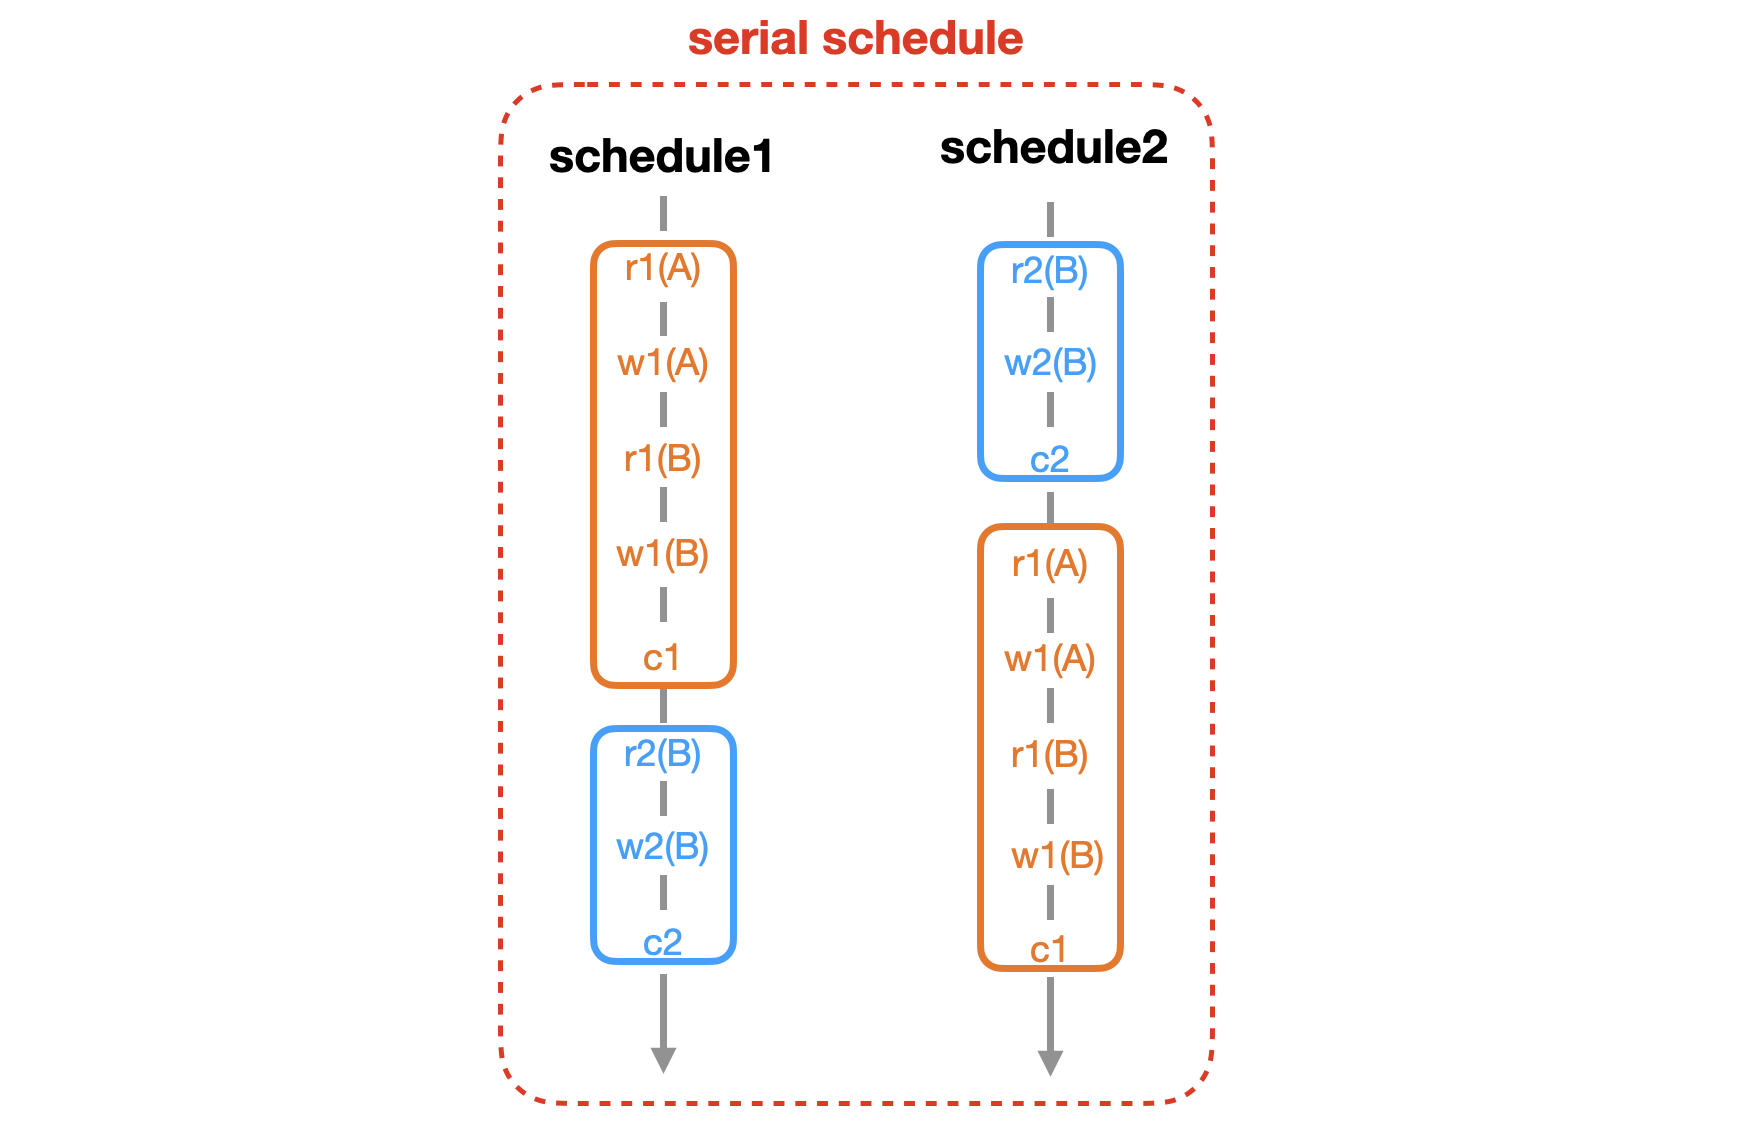 serial schedule
schedule1
r1(A)
w1(A)
r1(B)
w1(B)
c1
r2(B)
w2(B)
c2
schedule2
r2(B)
w2(B)
c2
r1(A)
w1(A)
r1(B)
w1(B)
c1